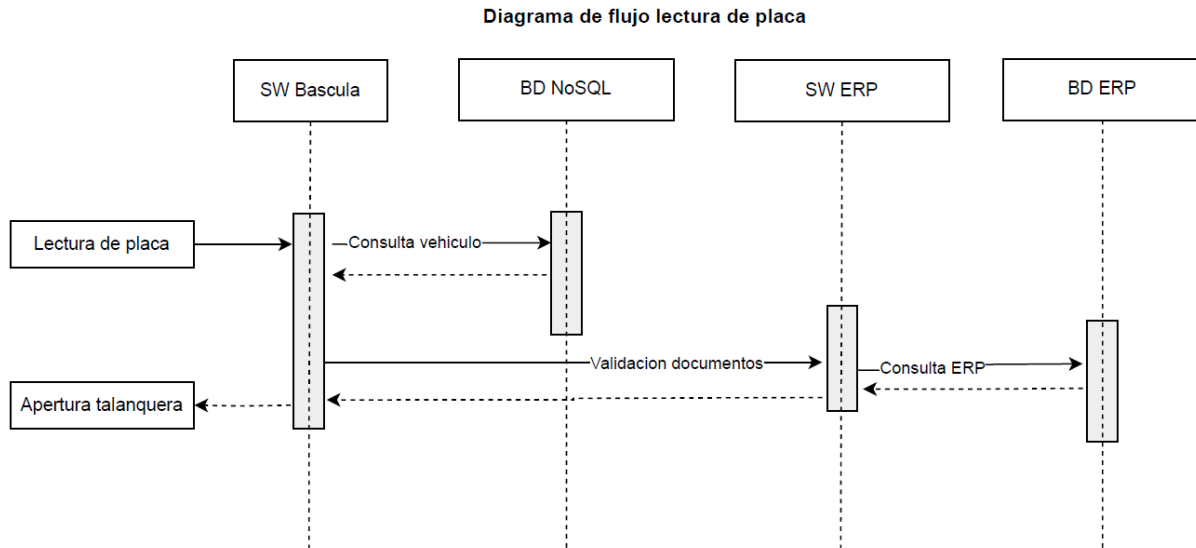 Diagrama de flujo lectura de placa
SW Bascula
BD NoSQL
SW ERP
BD ERP
Lectura de placa
Consulta vehiculo
Validacion documentos
Consulta ERP
Apertura talanquera